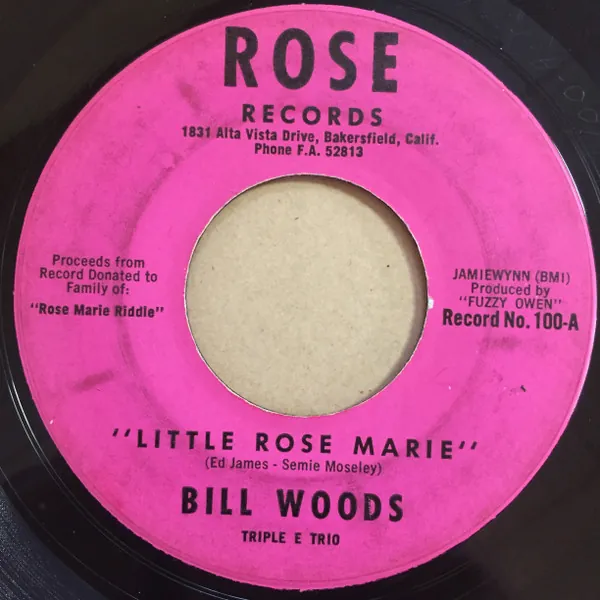 ROSE
RECORDS
1831 Alta Vista Drive, Bakersfield, Calif.
Phone F.A. 52813
Proceeds from
Record Donated to
Family of:
"Rose Marie Riddle"
JAMIEWYNN (BMI)
Produced by
"FUZZY OWEN"
Record No. 100-A
"LITTLE ROSE MARIE"
(Ed James - Semie Moseley)
BILL WOODS
TRIPLE E TRIO